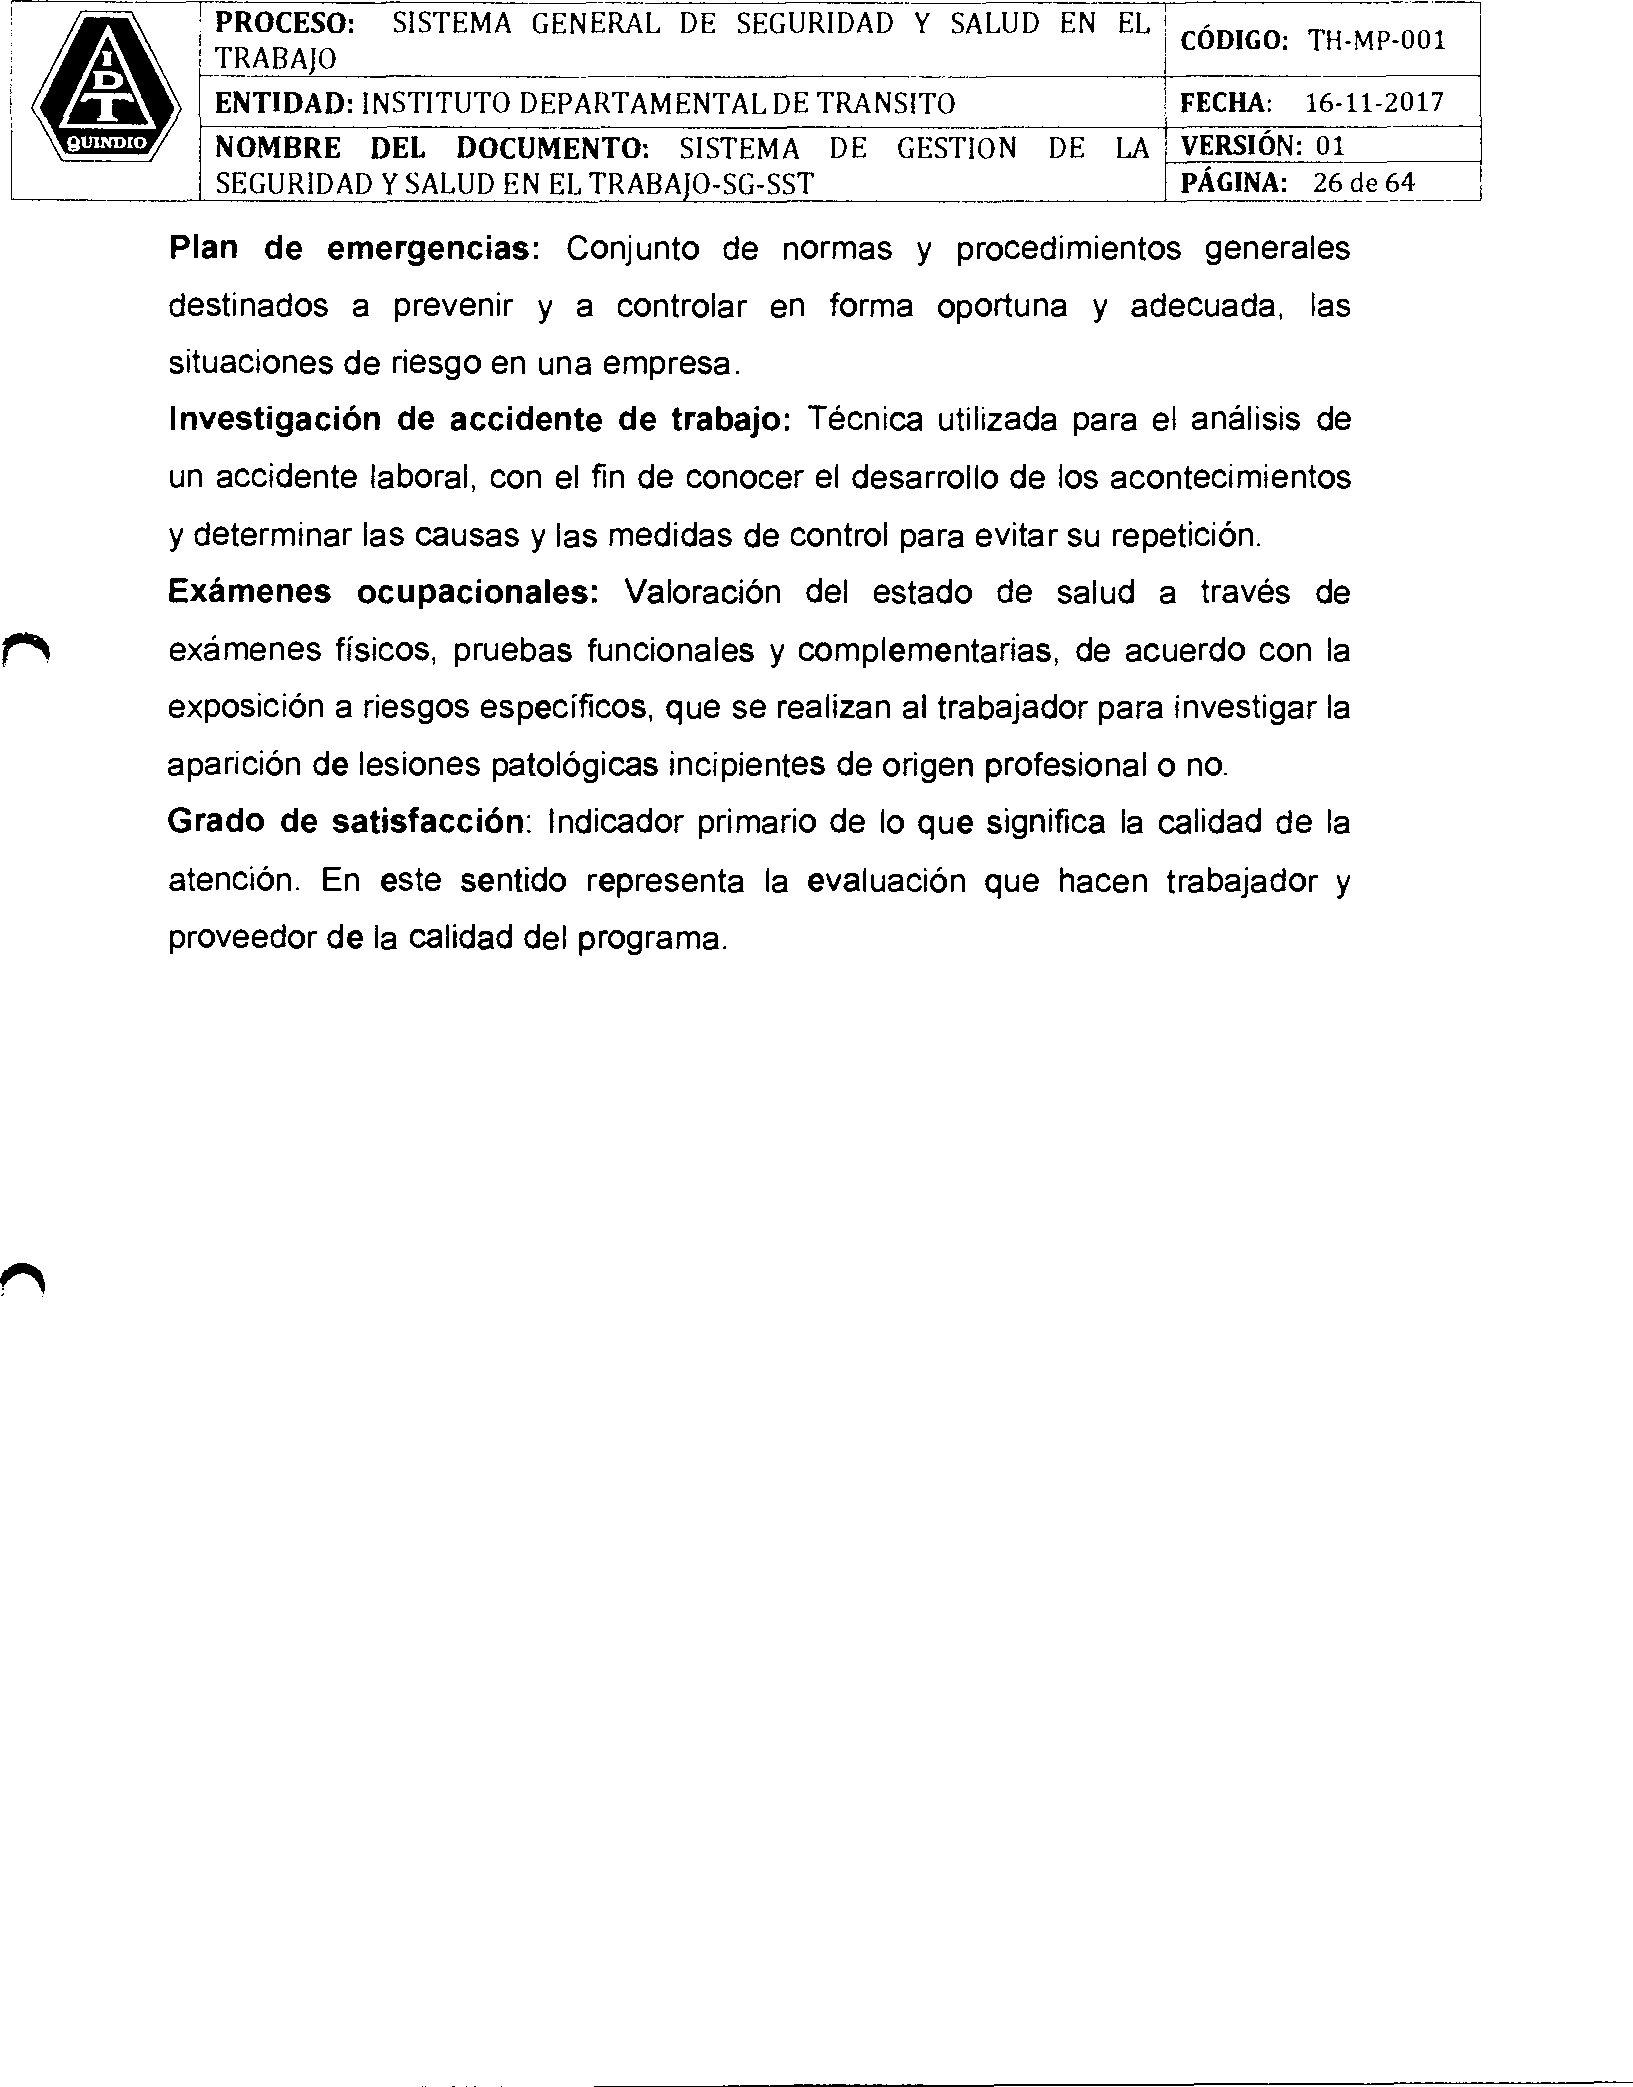 I
D
T
QUINDIO
PROCESO: SISTEMA GENERAL DE SEGURIDAD Y SALUD EN EL
TRABAJO
CÓDIGO: TH-MP-001
ENTIDAD: INSTITUTO DEPARTAMENTAL DE TRANSITO
FECHA: 16-11-2017
NOMBRE DEL DOCUMENTO: SISTEMA DE GESTION DE LA
SEGURIDAD Y SALUD EN EL TRABAJO-SG-SST
VERSIÓN: 01
PÁGINA: 26 de 64
Plan de emergencias: Conjunto de normas y procedimientos generales
destinados a prevenir y a controlar en forma oportuna y adecuada, las
situaciones de riesgo en una empresa.
Investigación de accidente de trabajo: Técnica utilizada para el análisis de
un accidente laboral, con el fin de conocer el desarrollo de los acontecimientos
y determinar las causas y las medidas de control para evitar su repetición.
Exámenes ocupacionales: Valoración del estado de salud a través de
exámenes físicos, pruebas funcionales y complementarias, de acuerdo con la
exposición a riesgos específicos, que se realizan al trabajador para investigar la
aparición de lesiones patológicas incipientes de origen profesional o no.
Grado de satisfacción: Indicador primario de lo que significa la calidad de la
atención. En este sentido representa la evaluación que hacen trabajador y
proveedor de la calidad del programa.